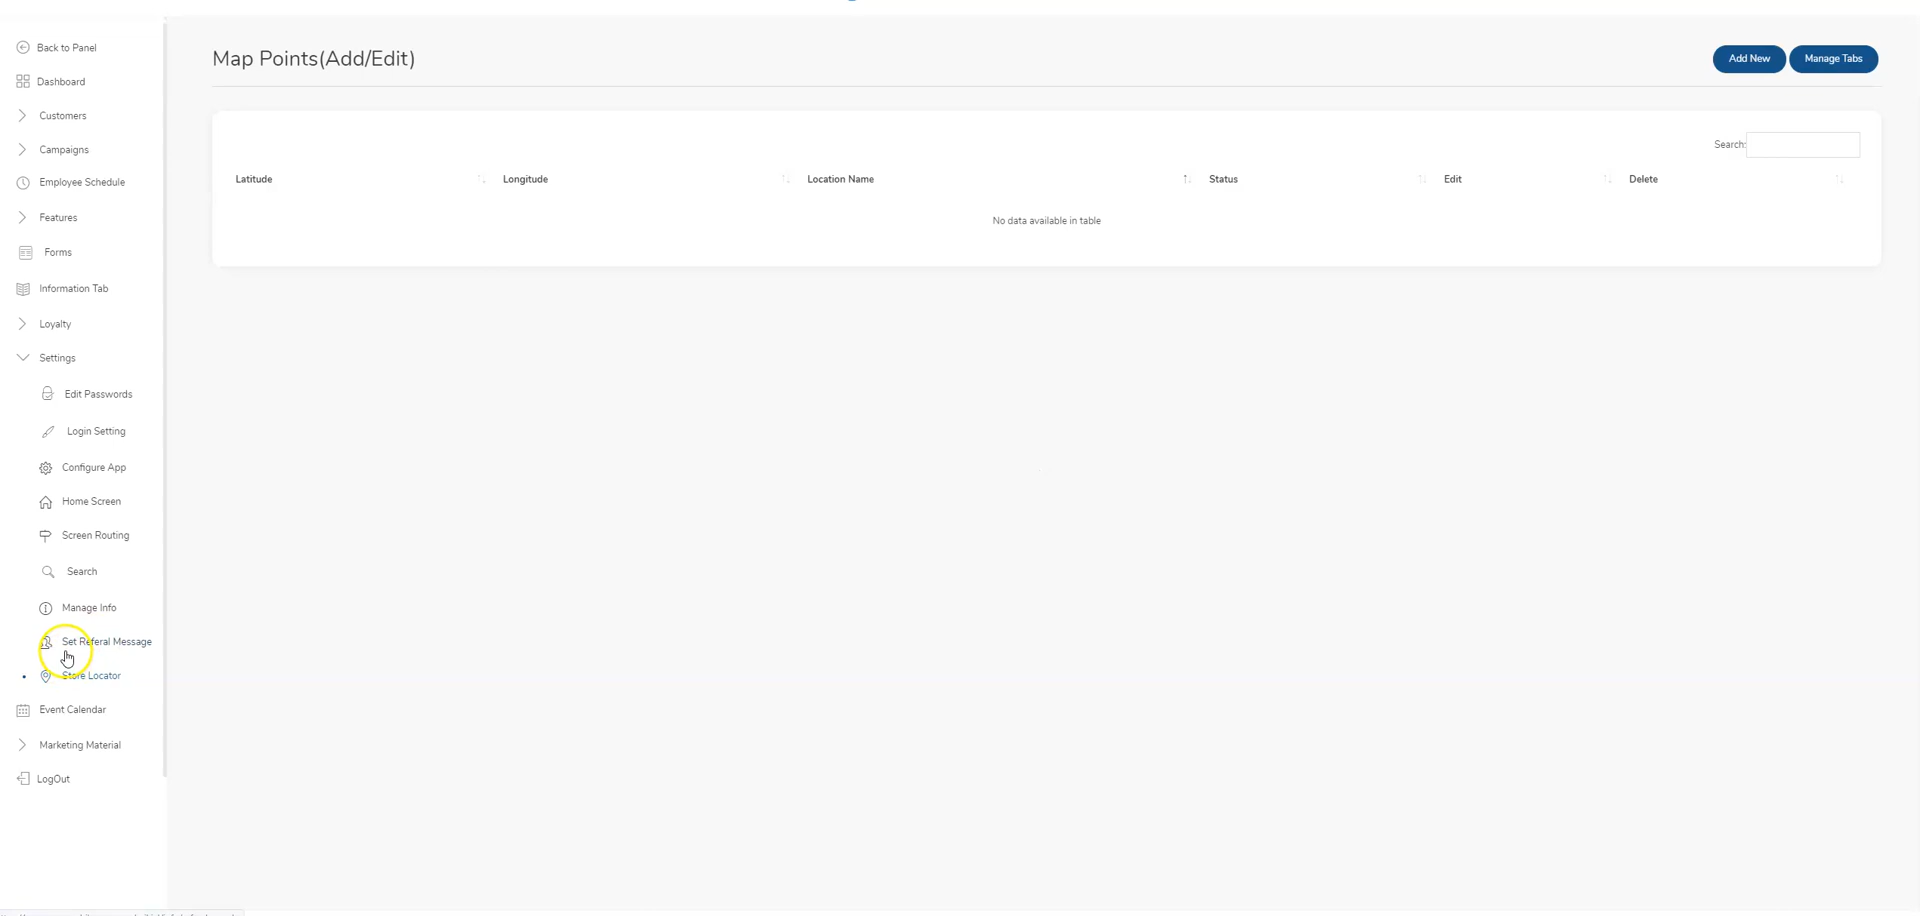 Back to Panel
Dashboard
Customers
Campaigns
Employee Schedule
Features
Forms
Information Tab
Loyalty
Settings
Edit Passwords
Login Setting
Configure App
Home Screen
Screen Routing
Search
Manage Info
Set Referal Message
Store Locator
Event Calendar
Marketing Material
LogOut
Map Points(Add/Edit)
Add New
Manage Tabs
Search:
Latitude Longitude Location Name Status Edit Delete
No data available in table